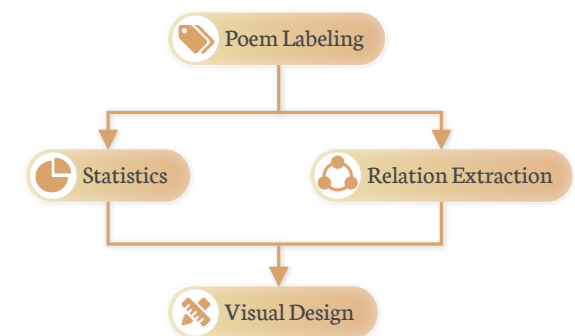 Poem Labeling
Statistics
Relation Extraction
Visual Design